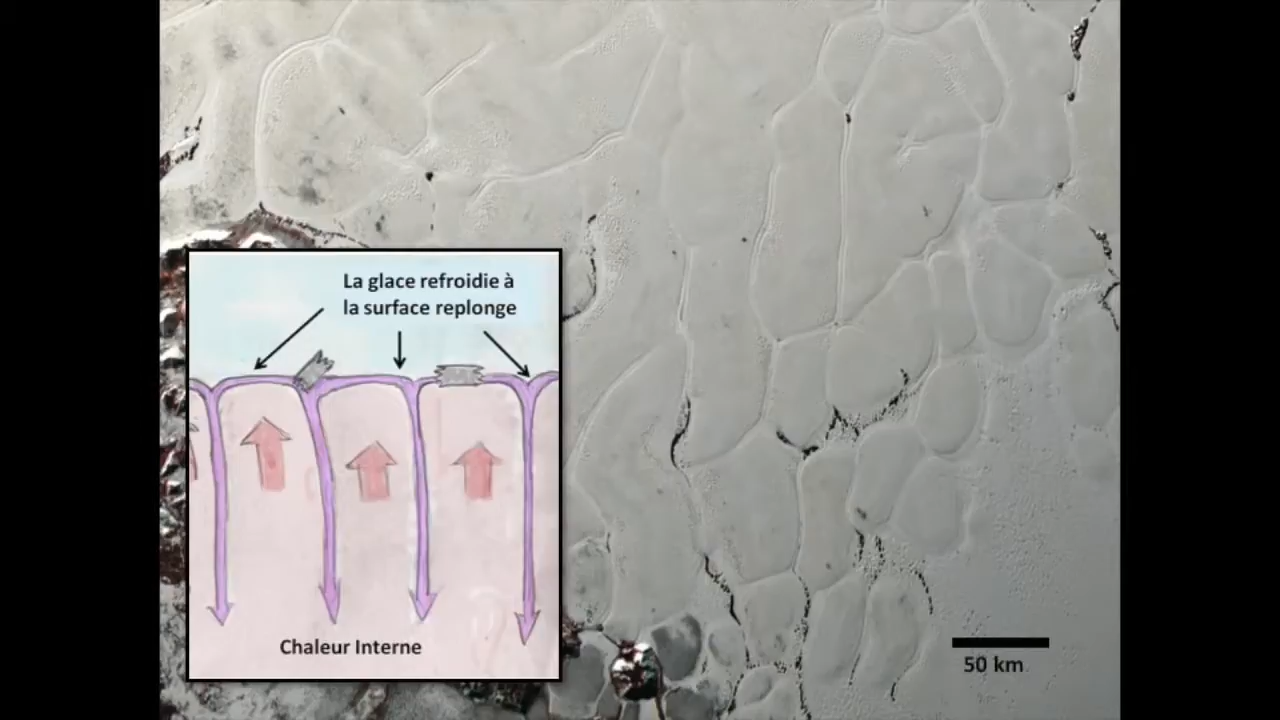 La glace refroidie à
la surface replonge
Chaleur Interne
50 km